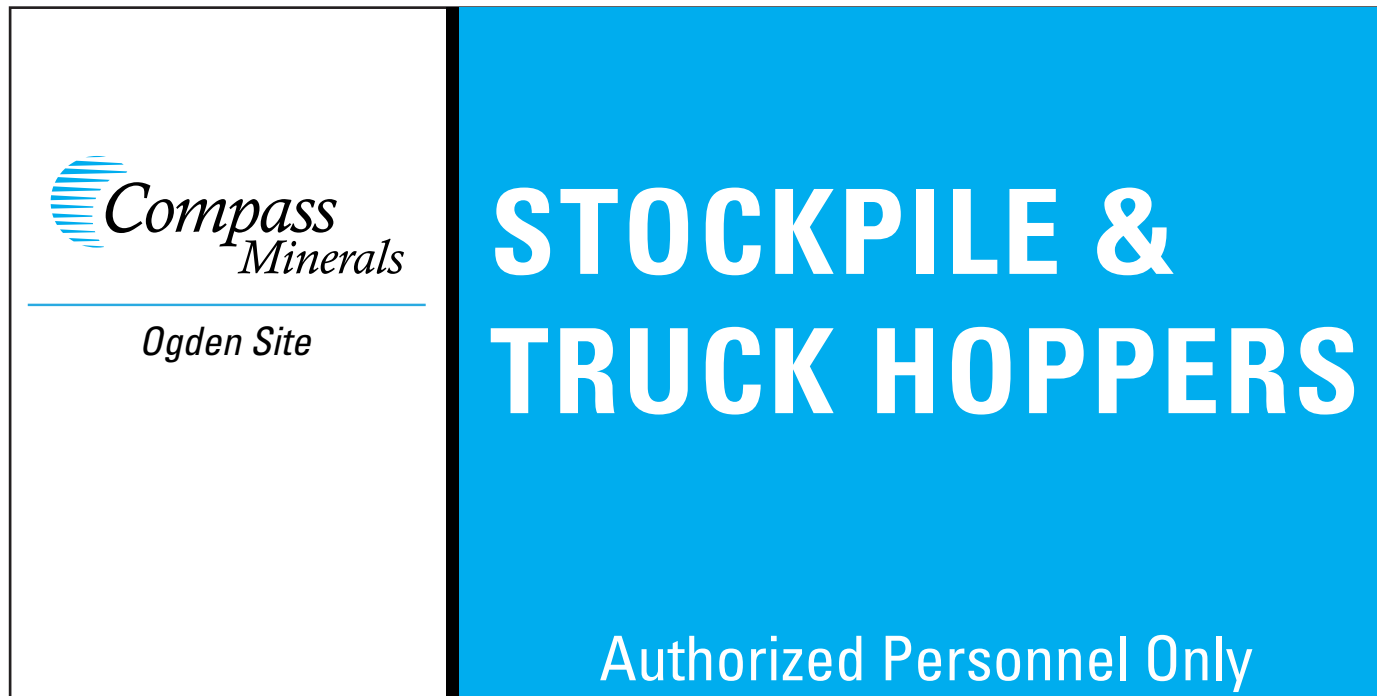 Compass
Minerals
Ogden Site
STOCKPILE &
TRUCK HOPPERS
Authorized Personnel Only